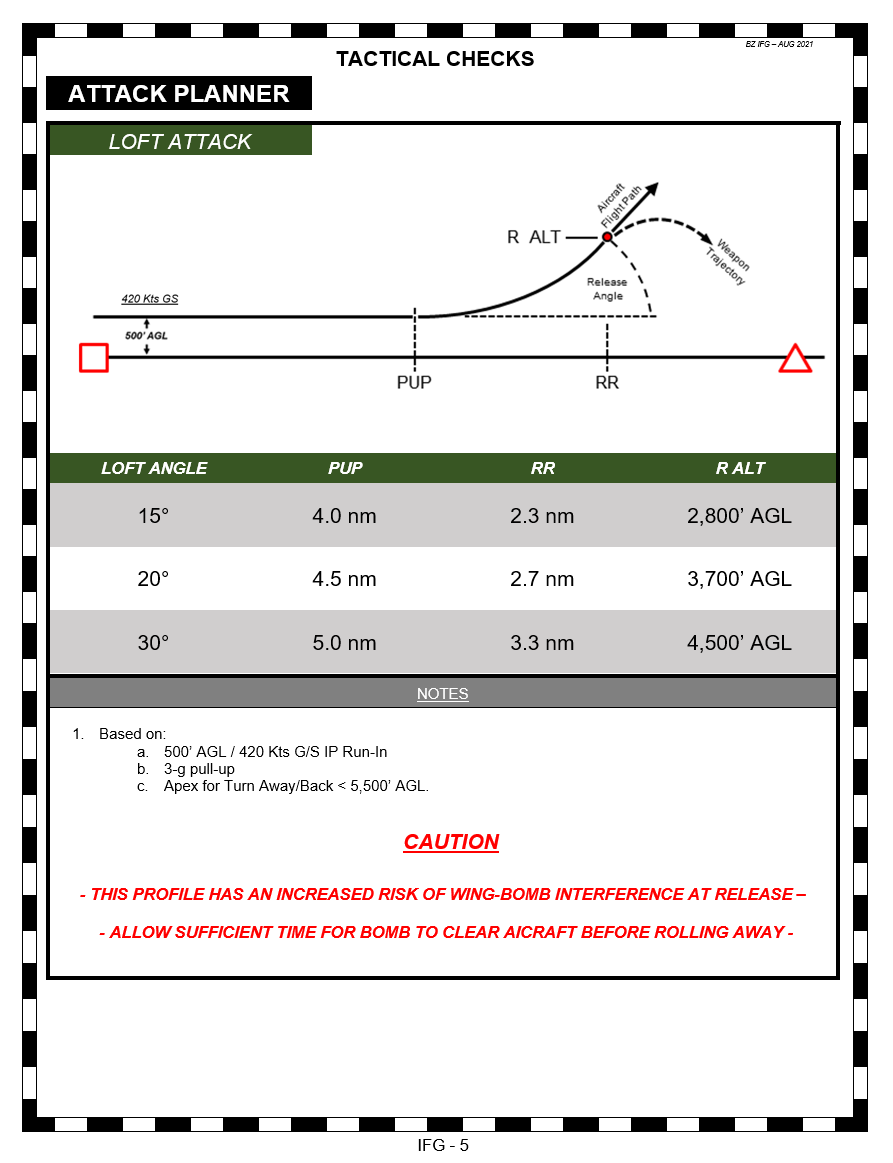 BZ IFG – AUG 2021
TACTICAL CHECKS
ATTACK PLANNER
LOFT ATTACK
Aircraft
Flight Path
R ALT
Weapon
Trajectory
Release
Angle
420 Kts GS
500' AGL
PUP
RR
LOFT ANGLE PUP RR R ALT
15° 4.0 nm 2.3 nm 2,800’ AGL
20° 4.5 nm 2.7 nm 3,700’ AGL
30° 5.0 nm 3.3 nm 4,500’ AGL
NOTES
1. Based on:
a. 500’ AGL / 420 Kts G/S IP Run-In
b. 3-g pull-up
c. Apex for Turn Away/Back < 5,500’ AGL.
CAUTION
- THIS PROFILE HAS AN INCREASED RISK OF WING-BOMB INTERFERENCE AT RELEASE –
- ALLOW SUFFICIENT TIME FOR BOMB TO CLEAR AICRAFT BEFORE ROLLING AWAY -
IFG - 5